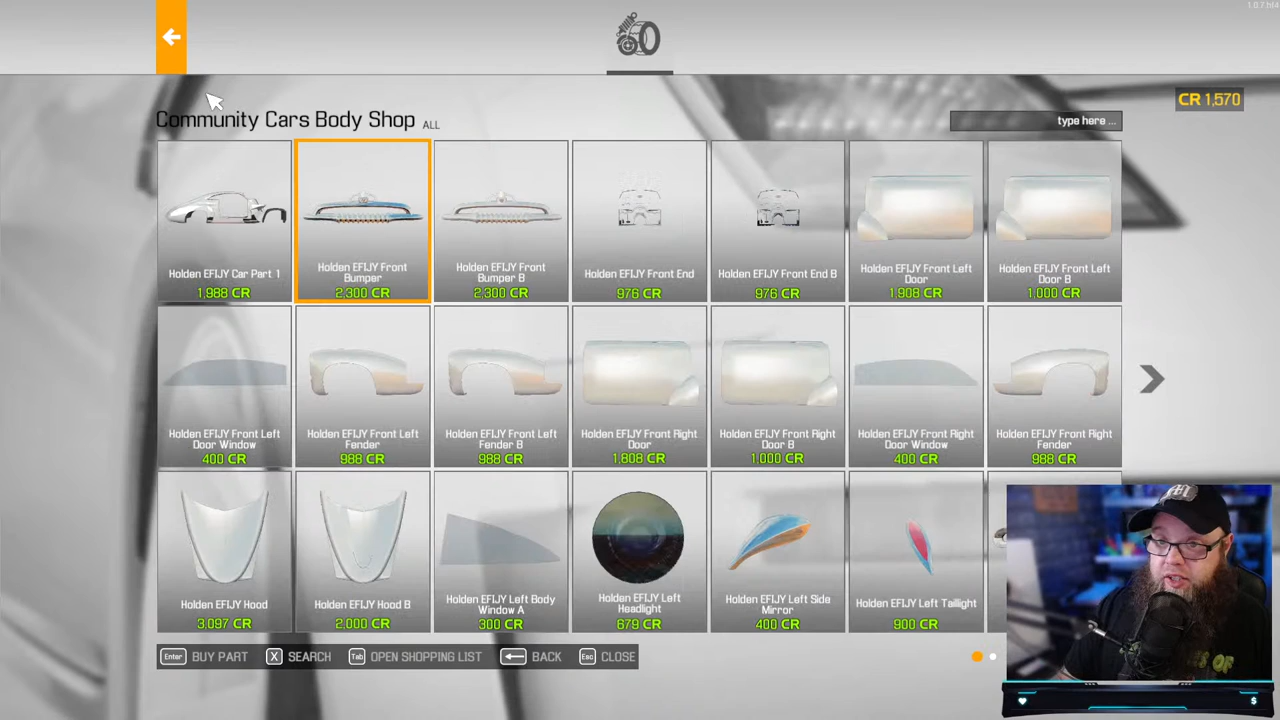 1.0.7.hf4
CR 1,570
Community Cars Body Shop ALL
type here ...
Holden EFIJY Car Part 1
1,988 CR
Holden EFIJY Front
Bumper
2,300 CR
Holden EFIJY Front
Bumper B
2,300 CR
Holden EFIJY Front End
976 CR
Holden EFIJY Front End B
976 CR
Holden EFIJY Front Left
Door
1,908 CR
Holden EFIJY Front Left
Door B
1,000 CR
Holden EFIJY Front Left
Door Window
400 CR
Holden EFIJY Front Left
Fender
988 CR
Holden EFIJY Front Left
Fender B
988 CR
Holden EFIJY Front Right
Door
1,808 CR
Holden EFIJY Front Right
Door B
1,000 CR
Holden EFIJY Front Right
Door Window
400 CR
Holden EFIJY Front Right
Fender
988 CR
Holden EFIJY Hood
3,097 CR
Holden EFIJY Hood B
2,000 CR
Holden EFIJY Left Body
Window A
300 CR
Holden EFIJY Left
Headlight
679 CR
Holden EFIJY Left Side
Mirror
400 CR
Holden EFIJY Left Taillight
900 CR
Enter BUY PART X SEARCH Tab OPEN SHOPPING LIST BACK Esc CLOSE